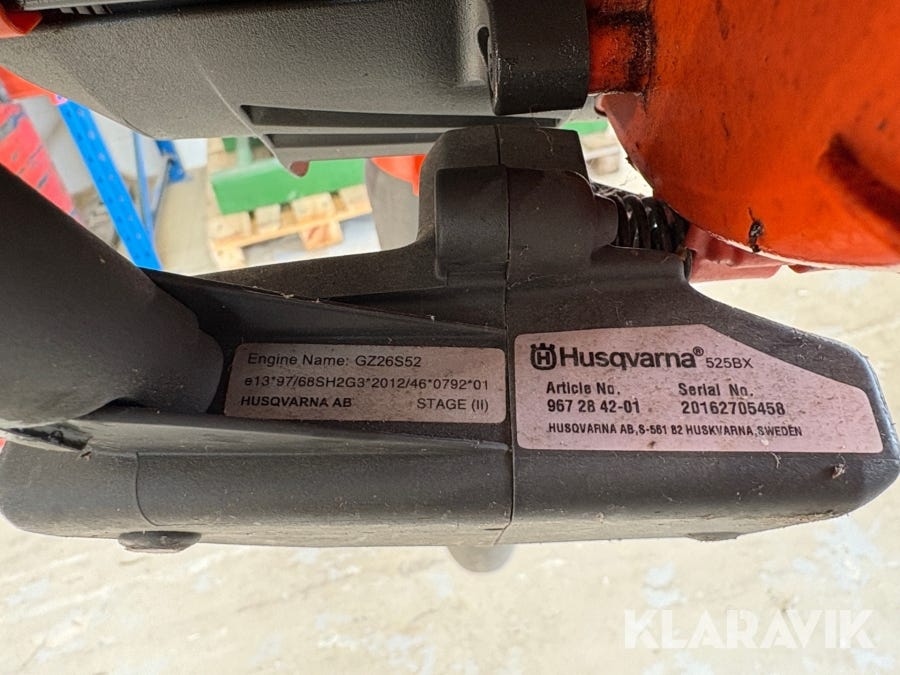 Engine Name: GZ26S52
e13*97/68SH2G3*2012/46*0792*01
HUSQVARNA AB STAGE (II)
Husqvarna® 525BX
Article No. Serial No.
967 28 42-01 20162705458
HUSQVARNA AB,S-561 82 HUSKVARNA,SWEDEN
KLARAVIK